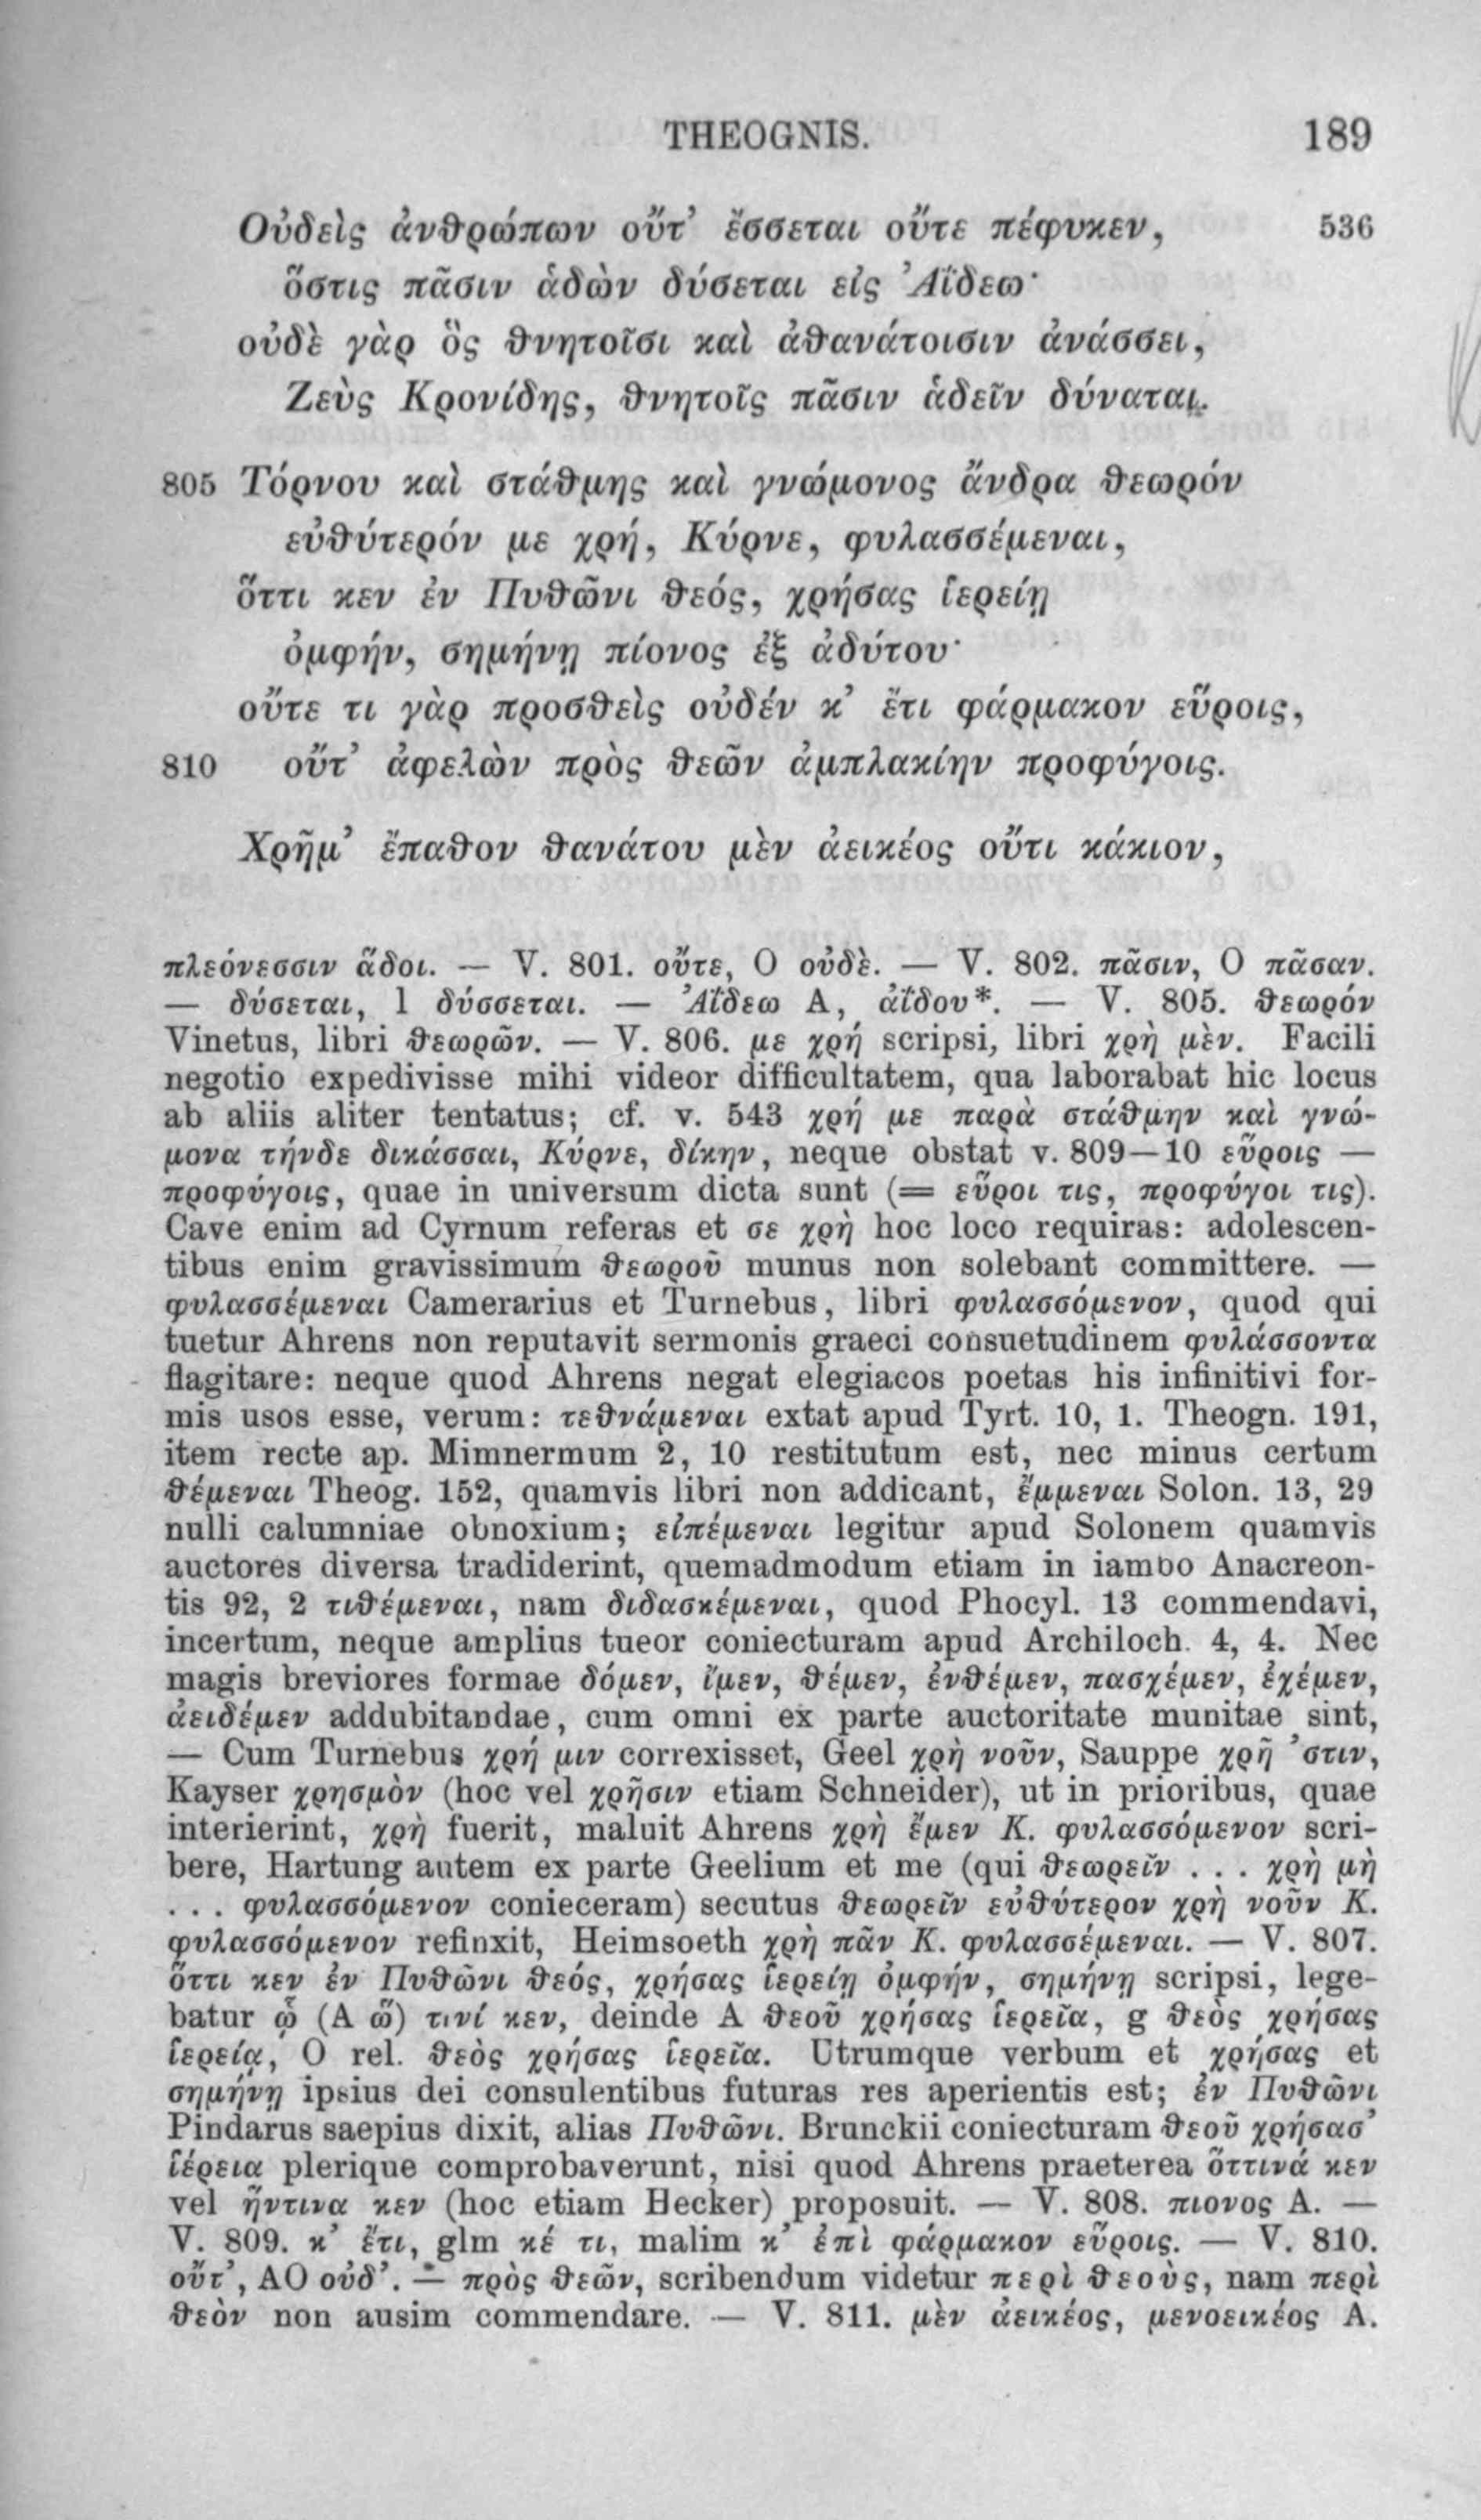 THEOGNIS. 189
Οὐδεὶς ἀνθρώπων οὔτ’ ἔσσεται οὔτε πέφυκεν, 536
ὅστις πᾶσιν ἁδὼν δύσεται εἰς Ἀΐδεω·
οὐδὲ γὰρ ὃς θνητοῖσι καὶ ἀθανάτοισιν ἀνάσσει,
Ζεὺς Κρονίδης, θνητοῖς πᾶσιν ἁδεῖν δύναται.
805 Τόρνου καὶ στάθμης καὶ γνώμονος ἄνδρα θεωρόν
εὐθύτερόν με χρή, Κύρνε, φυλασσέμεναι,
ὅττι κεν ἐν Πυθῶνι θεός, χρήσας ἱερείῃ
ὀμφήν, σημήνῃ πίονος ἐξ ἀδύτου·
οὔτε τι γὰρ προσθεὶς οὐδέν κ’ ἔτι φάρμακον εὕροις,
810 οὔτ’ ἀφελὼν πρὸς θεῶν ἀμπλακίην προφύγοις.
Χρῆμ’ ἔπαθον θανάτου μὲν ἀεικέος οὔτι κάκιον,
πλεόνεσσιν ἅδοι. — V. 801. οὔτε, O οὐδὲ. — V. 802. πᾶσιν, O πᾶσαν.
— δύσεται, l δύσσεται. — Ἀΐδεω A, ἀΐδου*. — V. 805. θεωρόν
Vinetus, libri θεωρῶν. — V. 806. με χρή scripsi, libri χρὴ μὲν. Facili
negotio expedivisse mihi videor difficultatem, qua laborabat hic locus
ab aliis aliter tentatus; cf. v. 543 χρή με παρὰ στάθμην καὶ γνώ-
μονα τήνδε δικάσσαι, Κύρνε, δίκην, neque obstat v. 809—10 εὕροις —
προφύγοις, quae in universum dicta sunt (= εὕροι τις, προφύγοι τις).
Cave enim ad Cyrnum referas et σε χρὴ hoc loco requiras: adolescen-
tibus enim gravissimum θεωροῦ munus non solebant committere. —
φυλασσέμεναι Camerarius et Turnebus, libri φυλασσόμενον, quod qui
tuetur Ahrens non reputavit sermonis graeci consuetudinem φυλάσσοντα
flagitare: neque quod Ahrens negat elegiacos poetas his infinitivi for-
mis usos esse, verum: τεθνάμεναι extat apud Tyrt. 10, 1. Theogn. 191,
item recte ap. Mimnermum 2, 10 restitutum est, nec minus certum
θέμεναι Theog. 152, quamvis libri non addicant, ἔμμεναι Solon. 13, 29
nulli calumniae obnoxium; εἰπέμεναι legitur apud Solonem quamvis
auctores diversa tradiderint, quemadmodum etiam in iambo Anacreon-
tis 92, 2 τιθέμεναι, nam διδασκέμεναι, quod Phocyl. 13 commendavi,
incertum, neque amplius tueor coniecturam apud Archiloch. 4, 4. Nec
magis breviores formae δόμεν, ἴμεν, θέμεν, ἐνθέμεν, πασχέμεν, ἐχέμεν,
ἀειδέμεν addubitandae, cum omni ex parte auctoritate munitae sint,
— Cum Turnebus χρή μιν correxisset, Geel χρὴ νοῦν, Sauppe χρῆ ’στιν,
Kayser χρησμὸν (hoc vel χρῆσιν etiam Schneider), ut in prioribus, quae
interierint, χρὴ fuerit, maluit Ahrens χρὴ ἔμεν Κ. φυλασσόμενον scri-
bere, Hartung autem ex parte Geelium et me (qui θεωρεῖν . . . χρὴ μὴ
. . . φυλασσόμενον conieceram) secutus θεωρεῖν εὐθύτερον χρὴ νοῦν Κ.
φυλασσόμενον refinxit, Heimsoeth χρὴ πᾶν Κ. φυλασσέμεναι. — V. 807.
ὅττι κεν ἐν Πυθῶνι θεός, χρήσας ἱερείῃ ὀμφήν, σημήνῃ scripsi, lege-
batur ᾧ (A ὥ) τινί κεν, deinde A θεοῦ χρήσας ἱερεῖα, g θεὸς χρήσας
ἱερείᾳ, O rel. θεὸς χρήσας ἱερεῖα. Utrumque verbum et χρήσας et
σημήνῃ ipsius dei consulentibus futuras res aperientis est; ἐν Πυθῶνι
Pindarus saepius dixit, alias Πυθῶνι. Brunckii coniecturam θεοῦ χρήσασ’
ἱέρεια plerique comprobaverunt, nisi quod Ahrens praeterea ὅττινά κεν
vel ἥντινα κεν (hoc etiam Hecker) proposuit. — V. 808. πιονος A. —
V. 809. κ’ ἔτι, glm κέ τι, malim κ’ ἐπὶ φάρμακον εὕροις. — V. 810.
οὔτ’, AO οὐδ’. — πρὸς θεῶν, scribendum videtur περὶ θεοὺς, nam περὶ
θεὸν non ausim commendare. — V. 811. μὲν ἀεικέος, μενοεικέος A.